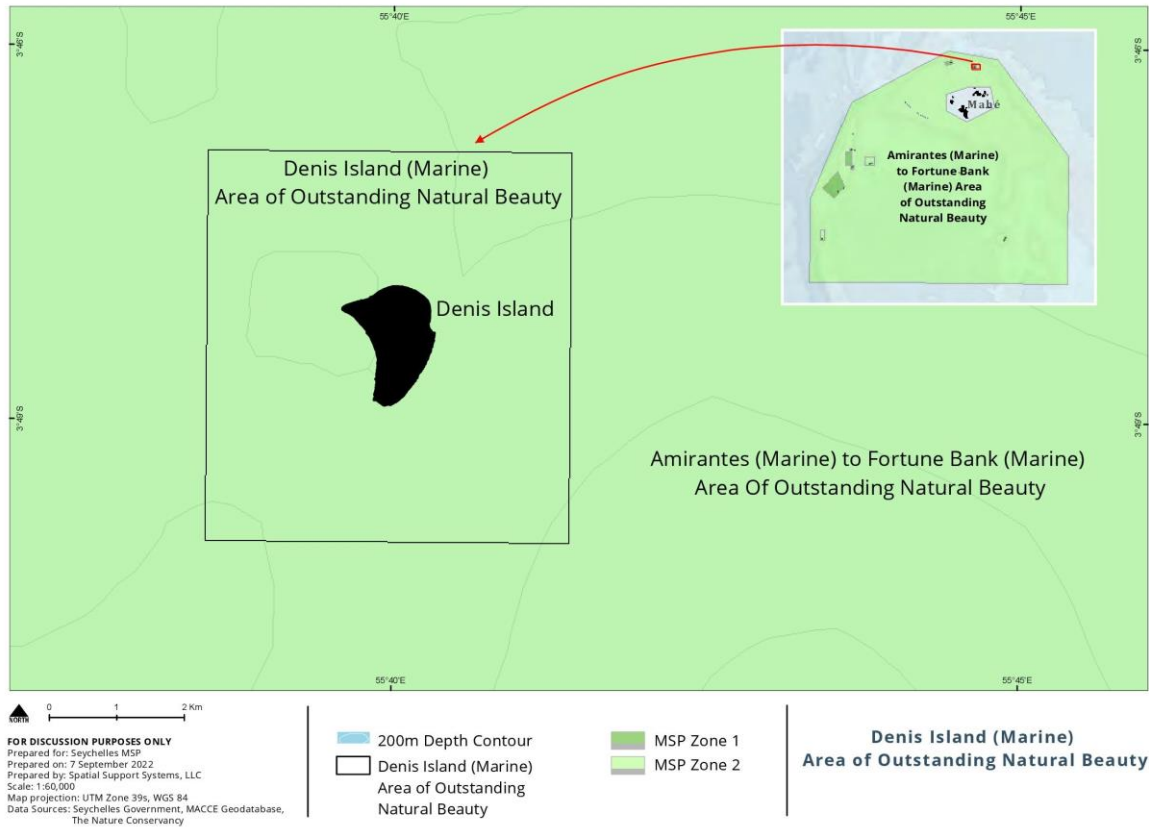 55°40'E
55°45'E
3°46'S
3°46'S
Mahé
Amirantes (Marine)
to Fortune Bank
(Marine) Area
of Outstanding
Natural Beauty
Denis Island (Marine)
Area of Outstanding Natural Beauty
Denis Island
3°49'S
3°49'S
Amirantes (Marine) to Fortune Bank (Marine)
Area Of Outstanding Natural Beauty
55°40'E
55°45'E
NORTH
0 1 2 Km
FOR DISCUSSION PURPOSES ONLY
Prepared for: Seychelles MSP
Prepared on: 7 September 2022
Prepared by: Spatial Support Systems, LLC
Scale: 1:60,000
Map projection: UTM Zone 39s, WGS 84
Data Sources: Seychelles Government, MACCE Geodatabase,
The Nature Conservancy
200m Depth Contour
Denis Island (Marine)
Area of Outstanding
Natural Beauty
MSP Zone 1
MSP Zone 2
Denis Island (Marine)
Area of Outstanding Natural Beauty